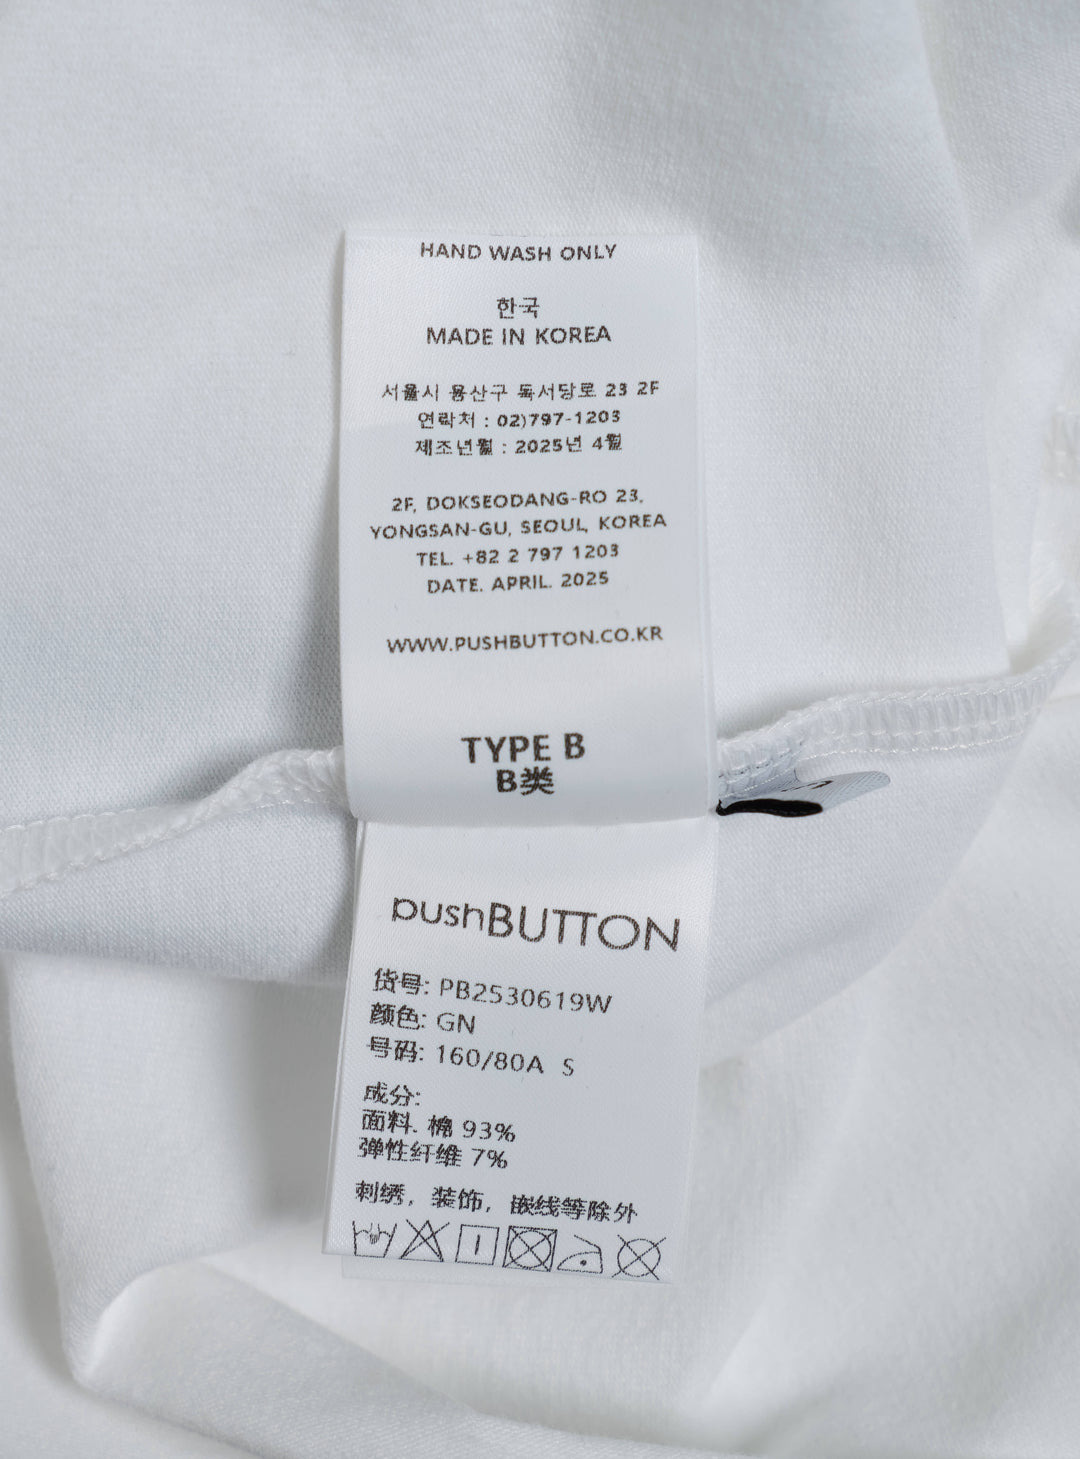 HAND WASH ONLY
한국
MADE IN KOREA
서울시 용산구 독서당로 23 2F
연락처 : 02)797-1203
제조년월 : 2025년 4월
2F, DOKSEODANG-RO 23,
YONGSAN-GU, SEOUL, KOREA
TEL. +82 2 797 1203
DATE. APRIL. 2025
WWW.PUSHBUTTON.CO.KR
TYPE B
B类
pushBUTTON
货号: PB2530619W
颜色: GN
号码: 160/80A S
成分:
面料. 棉 93%
弹性纤维 7%
刺绣, 装饰, 嵌线等除外